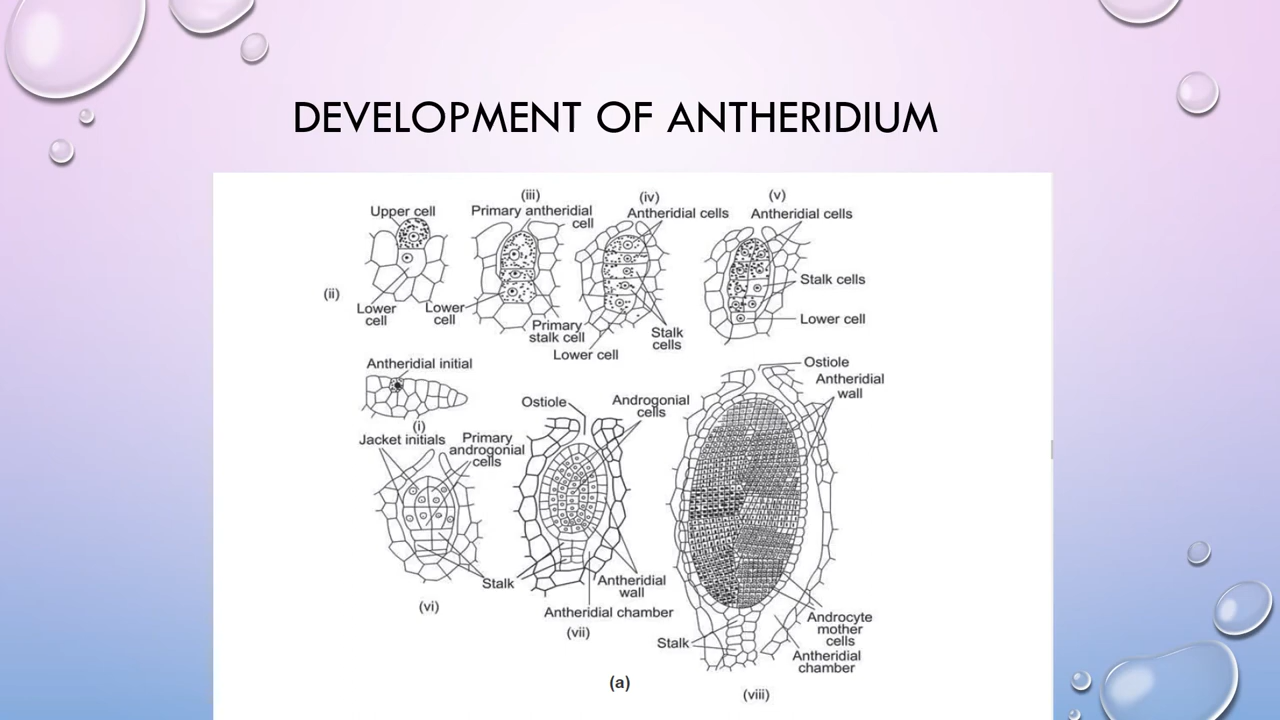 DEVELOPMENT OF ANTHERIDIUM
(iii)
(iv)
(v)
Upper cell
Primary antheridial
cell
Antheridial cells
Antheridial cells
(ii)
Lower
cell
Lower
cell
Primary
stalk cell
Lower cell
Stalk
cells
Stalk cells
Lower cell
Antheridial initial
(i)
Ostiole
Antheridial
wall
Jacket initials
Primary
androgonial
cells
Ostiole
Androgonial
cells
Stalk
(vi)
Antheridial
wall
Antheridial chamber
(vii)
Stalk
Androcyte
mother
cells
Antheridial
chamber
(a)
(viii)